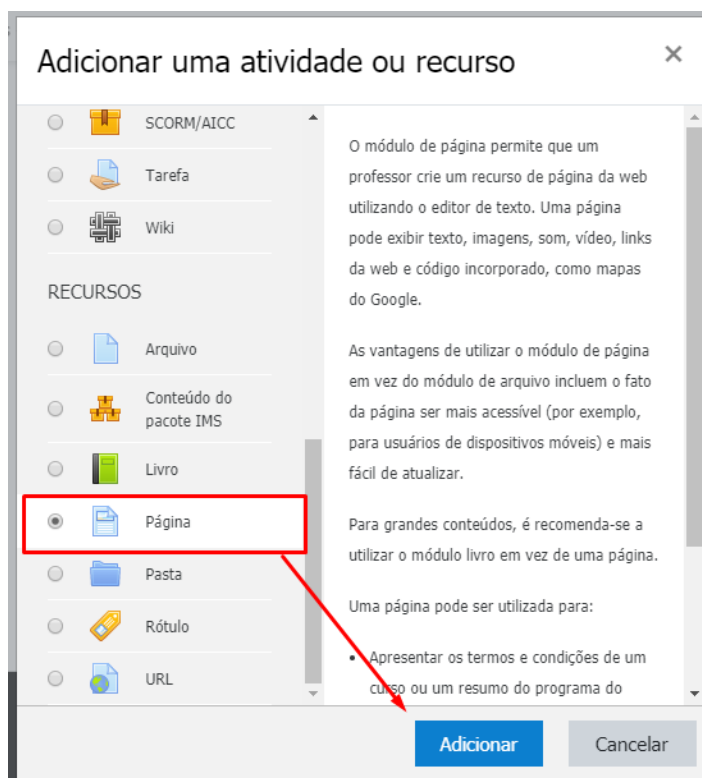 Adicionar uma atividade ou recurso
SCORM/AICC
Tarefa
Wiki
RECURSOS
Arquivo
Conteúdo do
pacote IMS
Livro
Página
Pasta
Rótulo
URL
O módulo de página permite que um
professor crie um recurso de página da web
utilizando o editor de texto. Uma página
pode exibir texto, imagens, som, vídeo, links
da web e código incorporado, como mapas
do Google.
As vantagens de utilizar o módulo de página
em vez do módulo de arquivo incluem o fato
da página ser mais acessível (por exemplo,
para usuários de dispositivos móveis) e mais
fácil de atualizar.
Para grandes conteúdos, é recomenda-se a
utilizar o módulo livro em vez de uma página.
Uma página pode ser utilizada para:
• Apresentar os termos e condições de um
curso ou um resumo do programa do
Adicionar
Cancelar